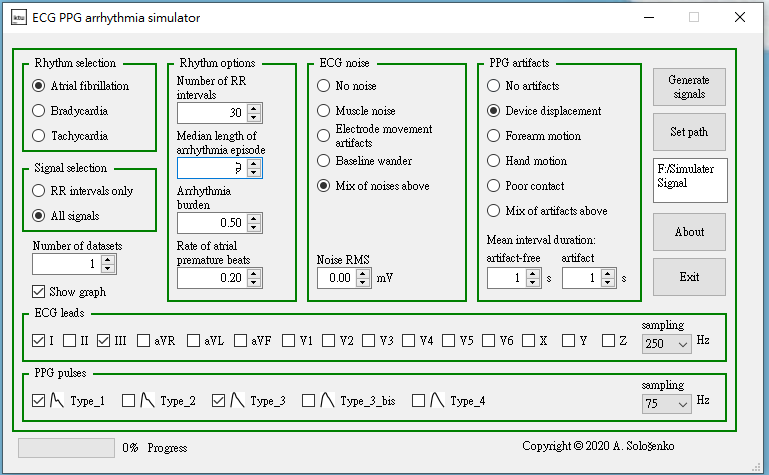 ECG PPG arrhythmia simulator
Rhythm selection
Atrial fibrillation
Bradycardia
Tachycardia
Signal selection
RR intervals only
All signals
Number of datasets
1
Show graph
Rhythm options
Number of RR
intervals
30
Median length of
arrhythmia episode
Arrhythmia
burden
0.50
Rate of atrial
premature beats
0.20
ECG noise
No noise
Muscle noise
Electrode movement
artifacts
Baseline wander
Mix of noises above
Noise RMS
0.00 mV
PPG artifacts
No artifacts
Device displacement
Forearm motion
Hand motion
Poor contact
Mix of artifacts above
Mean interval duration:
artifact-free artifact
1 s 1 s
Generate
signals
Set path
F:/Simulater
Signal
About
Exit
ECG leads
I II III aVR aVL aVF V1 V2 V3 V4 V5 V6 X Y Z
sampling
250 Hz
PPG pulses
Type_1 Type_2 Type_3 Type_3_bis Type_4
sampling
75 Hz
0% Progress
Copyright © 2020 A. Sološenko